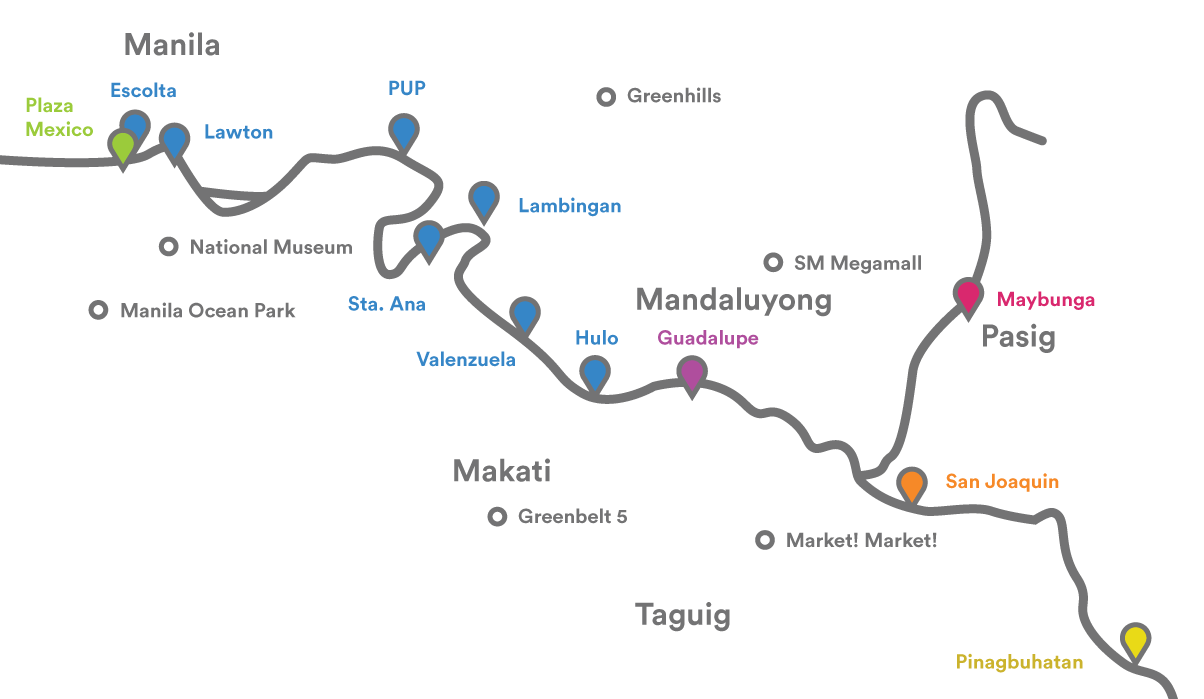 Manila
Escolta
PUP
Plaza
Mexico
Lawton
Greenhills
Lambingan
National Museum
SM Megamall
Manila Ocean Park
Sta. Ana
Mandaluyong
Maybunga
Valenzuela
Hulo
Guadalupe
Pasig
Makati
San Joaquin
Greenbelt 5
Market! Market!
Taguig
Pinagbuhatan